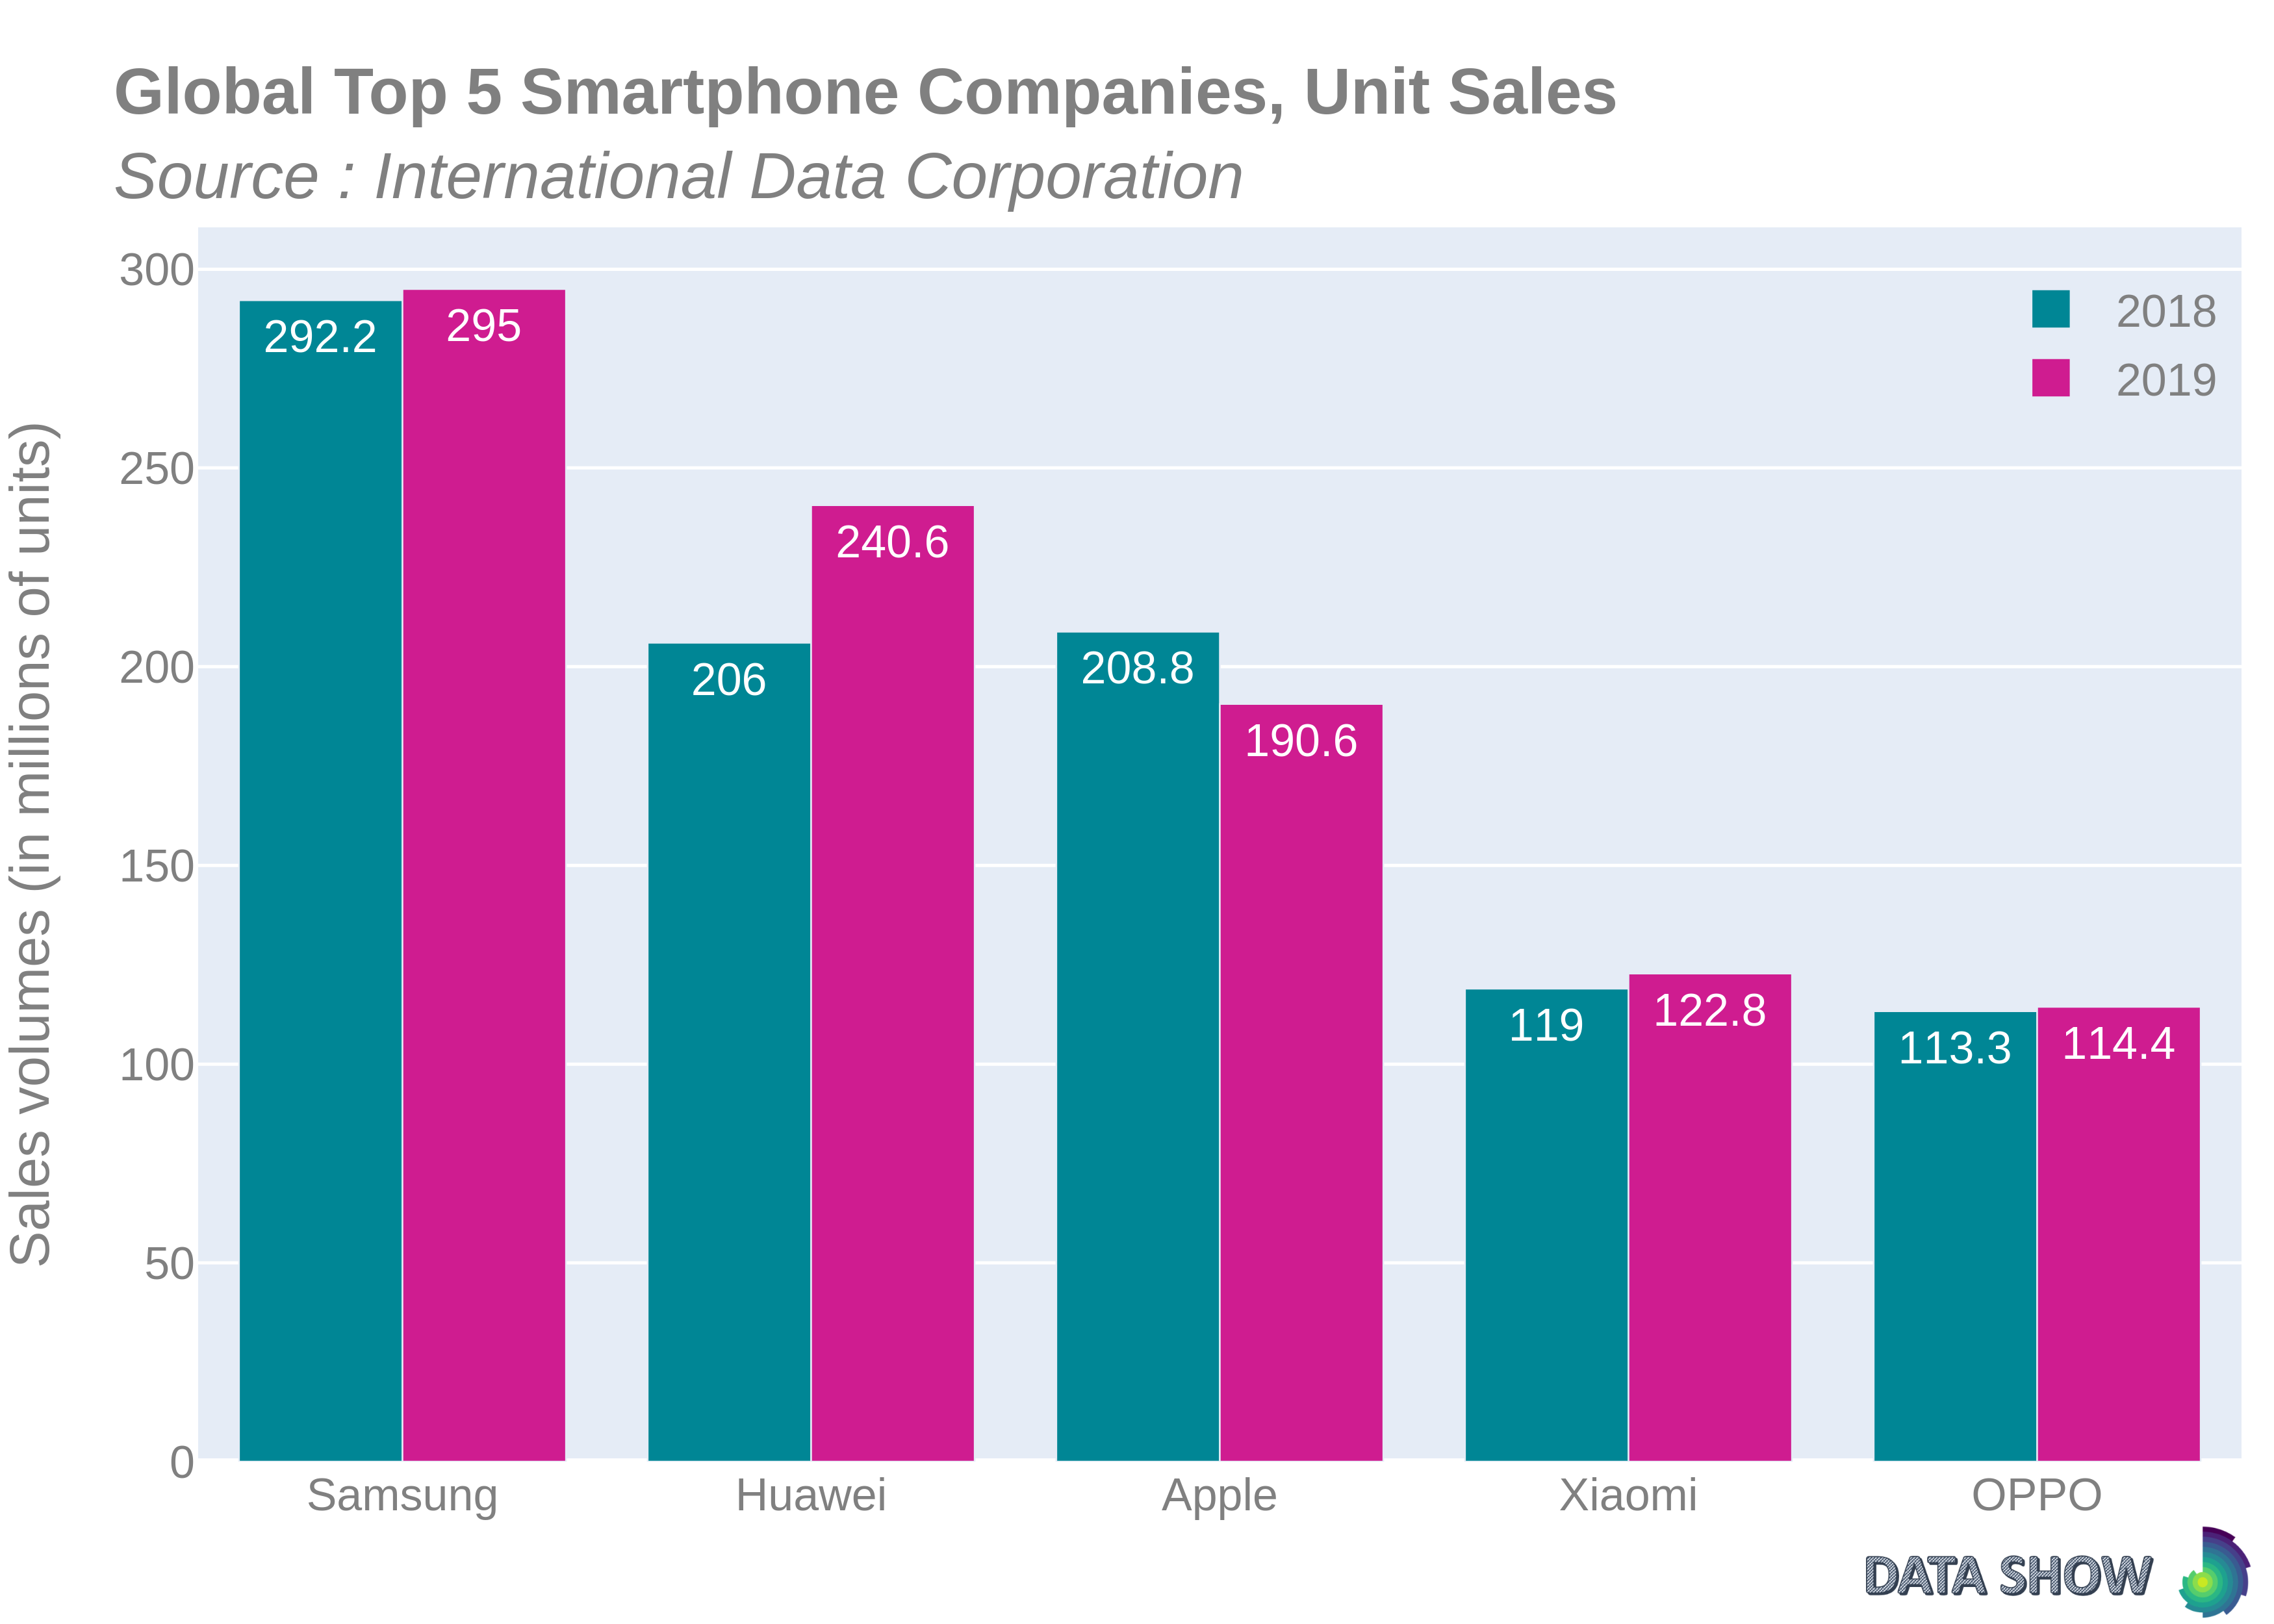 Global Top 5 Smartphone Companies, Unit Sales
Source : International Data Corporation
Sales volumes (in millions of units)
300
250
200
150
100
50
0
292.2
295
206
240.6
208.8
190.6
119
122.8
113.3
114.4
2018
2019
Samsung
Huawei
Apple
Xiaomi
OPPO
DATA SHOW